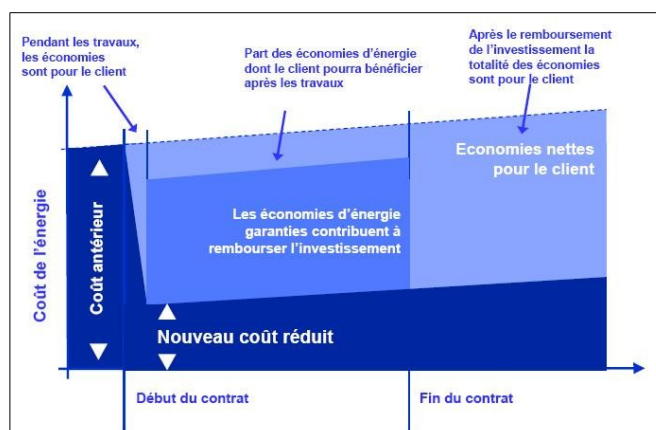 Pendant les travaux,
les économies
sont pour le client
Part des économies d'énergie
dont le client pourra bénéficier
après les travaux
Après le remboursement
de l'investissement la
totalité des économies
sont pour le client
Coût de l'énergie
Coût antérieur
Economies nettes
pour le client
Les économies d'énergie
garanties contribuent à
rembourser l'investissement
Nouveau coût réduit
Début du contrat
Fin du contrat